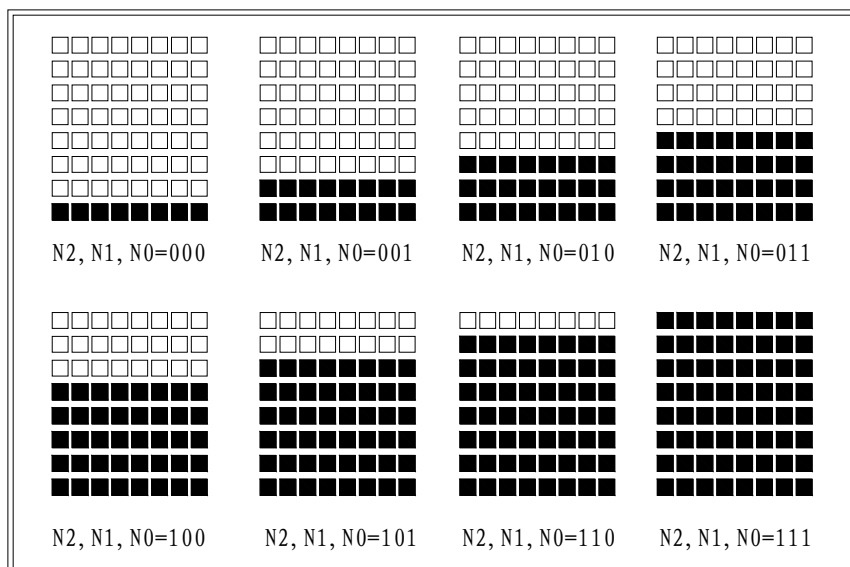 N2, N1, N0=000
N2, N1, N0=001
N2, N1, N0=010
N2, N1, N0=011
N2, N1, N0=100
N2, N1, N0=101
N2, N1, N0=110
N2, N1, N0=111